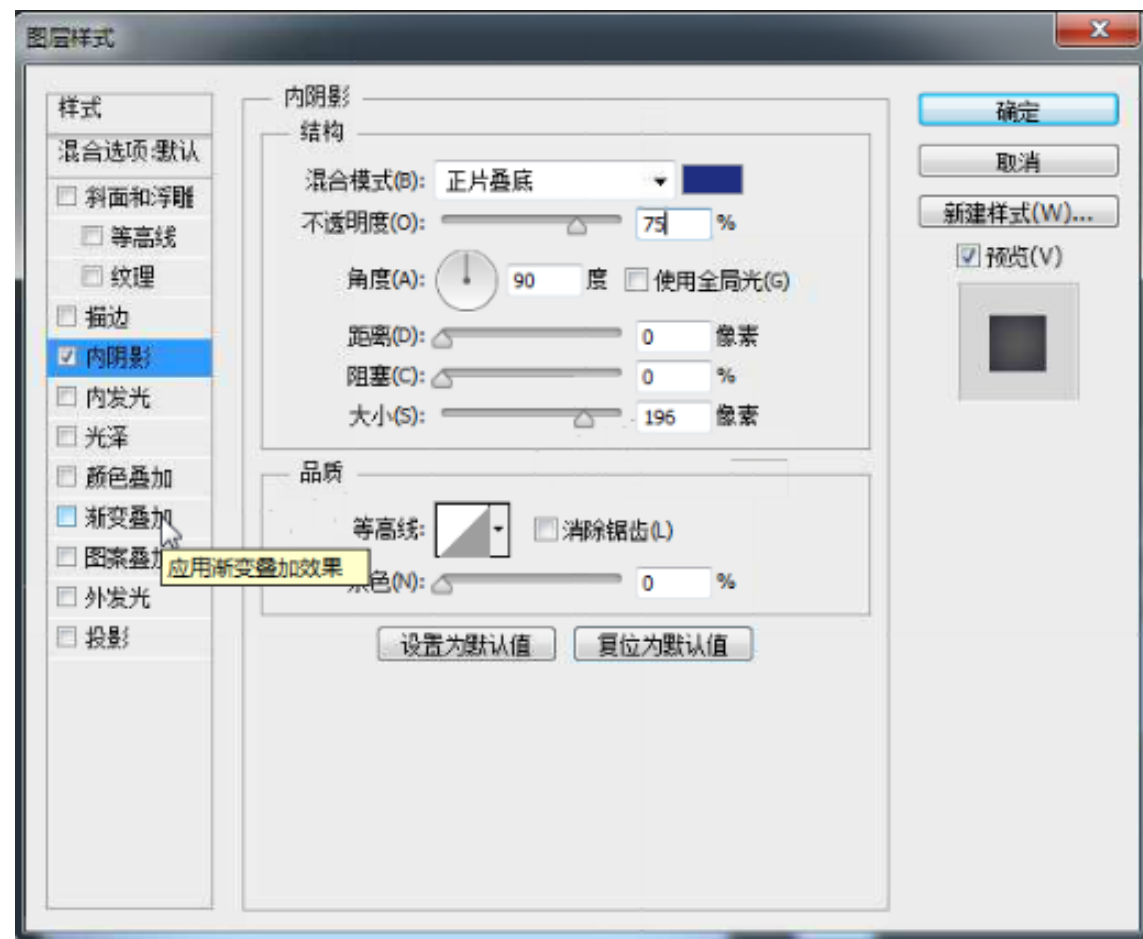 图层样式
样式
混合选项:默认
斜面和浮雕
等高线
纹理
描边
内阴影
内发光
光泽
颜色叠加
渐变叠加
图案叠
应用渐变叠加效果
外发光
投影
内阴影
结构
混合模式(B): 正片叠底
不透明度(O): 75 %
角度(A): 90 度 使用全局光(G)
距离(D): 0 像素
阻塞(C): 0 %
大小(S): 196 像素
品质
等高线: 消除锯齿(L)
色(N): 0 %
设置为默认值 复位为默认值
确定
取消
新建样式(W)...
预览(V)